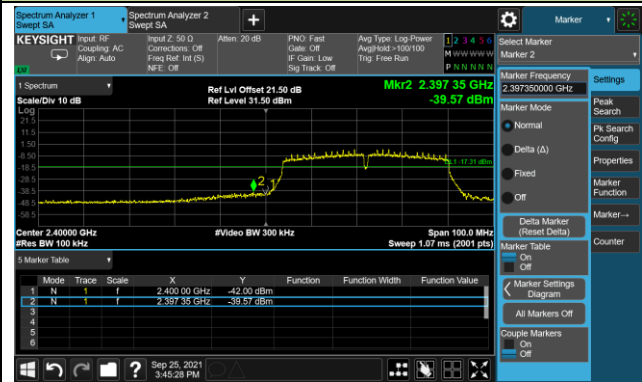 Spectrum Analyzer 1
Swept SA
Spectrum Analyzer 2
Swept SA
+
Marker
KEYSIGHT
Input: RF
Coupling: AC
Align: Auto
Input Z: 50 Ω
Corrections: Off
Freq Ref: Int (S)
NFE: Off
Atten: 20 dB
PNO: Fast
Gate: Off
IF Gain: Low
Sig Track: Off
Avg Type: Log-Power
Avg|Hold >100/100
Trig: Free Run
1 2 3 4 5 6
M W W W W W
P N N N N N
LNI
Select Marker
Marker 2
1 Spectrum
Scale/Div 10 dB
Log
Ref Lvl Offset 21.50 dB
Ref Level 31.50 dBm
Mkr2 2.397 35 GHz
-39.57 dBm
21.5
11.5
1.50
-8.50
-18.5
-28.5
-38.5
-48.5
-58.5
DL1 -17.31 dBm
2
1
Center 2.40000 GHz
#Res BW 100 kHz
#Video BW 300 kHz
Span 100.0 MHz
Sweep 1.07 ms (2001 pts)
5 Marker Table
Mode Trace Scale X Y Function Function Width Function Value
1 N 1 f 2.400 00 GHz -42.00 dBm
2 N 1 f 2.397 35 GHz -39.57 dBm
3
4
5
6
Marker Frequency
2.397350000 GHz
Marker Mode
Normal
Delta (Δ)
Fixed
Off
Delta Marker
(Reset Delta)
Marker Table
On
Off
Marker Settings
Diagram
All Markers Off
Couple Markers
On
Off
Settings
Peak
Search
Pk Search
Config
Properties
Marker
Function
Marker→
Counter
?
Sep 25, 2021
3:45:28 PM